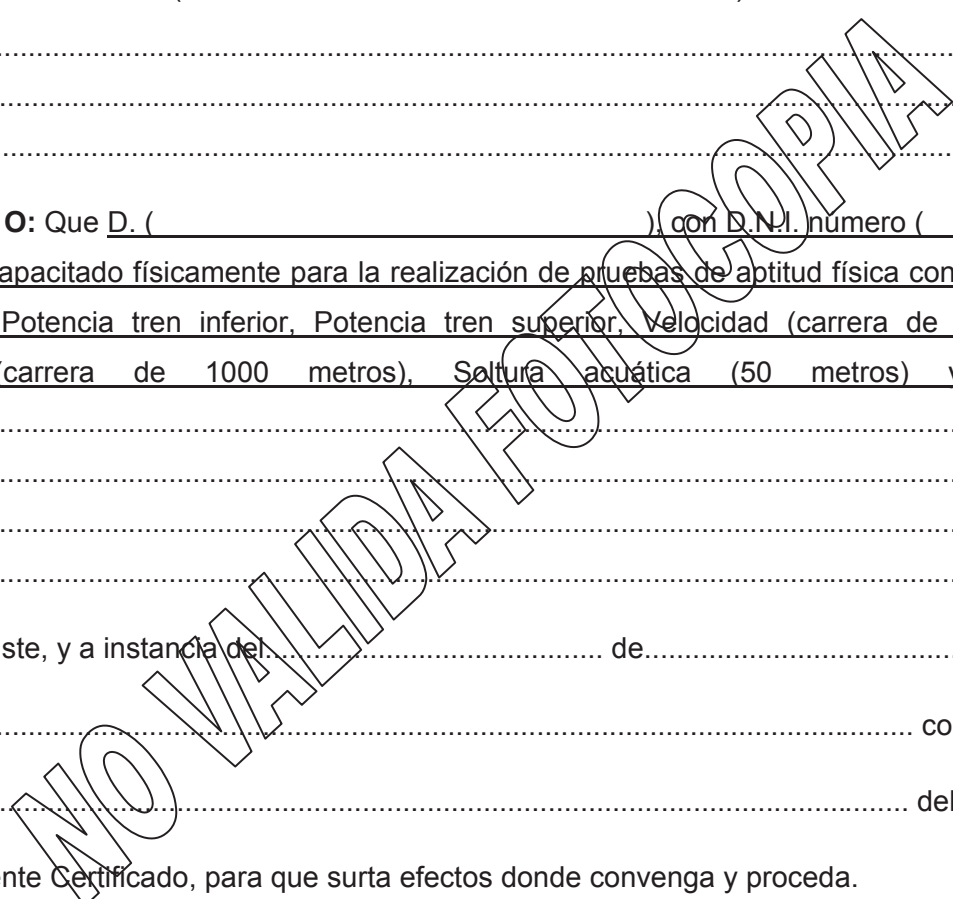 (                                                                )
....................................................................................................
....................................................................................................
....................................................................................................
O: Que D. (                                                  ), con D.N.I. número (
apacitado físicamente para la realización de pruebas de aptitud física con
Potencia tren inferior, Potencia tren superior, Velocidad (carrera de
(carrera de 1000 metros), Soltura acuática (50 metros) y
....................................................................................................
....................................................................................................
....................................................................................................
....................................................................................................
ste, y a instancia del.......................................... de.......................................
.................................................................................................... co
.................................................................................................... del
nte Certificado, para que surta efectos donde convenga y proceda.
NO VALIDA FOTOCOPIA